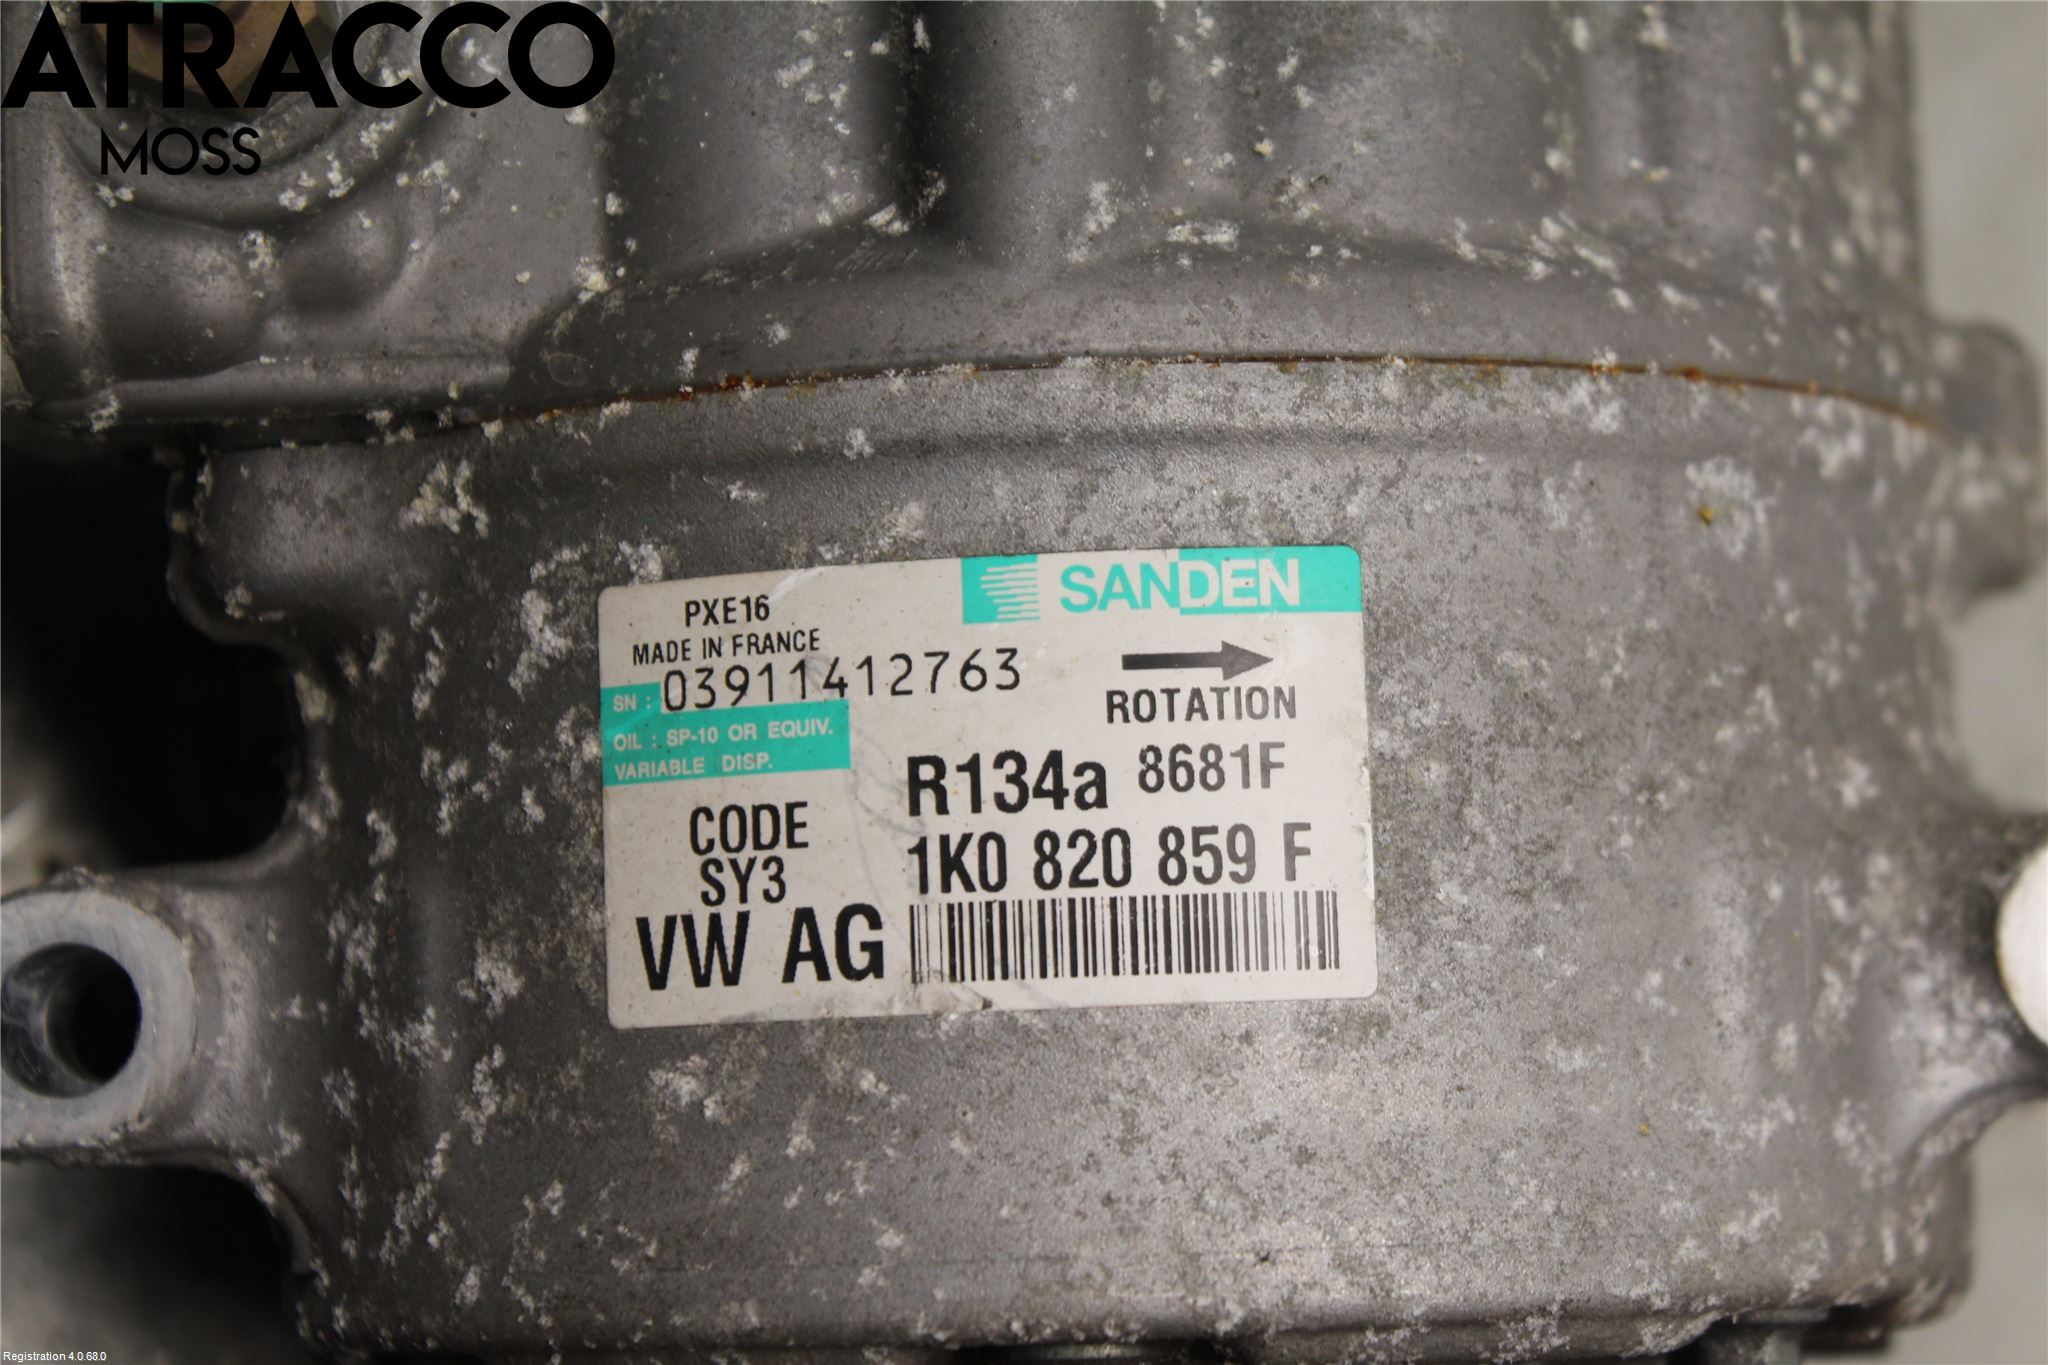 ATRACCO
MOSS
SANDEN
PXE16
MADE IN FRANCE
SN : 03911412763
ROTATION
OIL : SP-10 OR EQUIV.
VARIABLE DISP.
R134a 8681F
CODE
SY3
1K0 820 859 F
VW AG
Registration 4.0.68.0